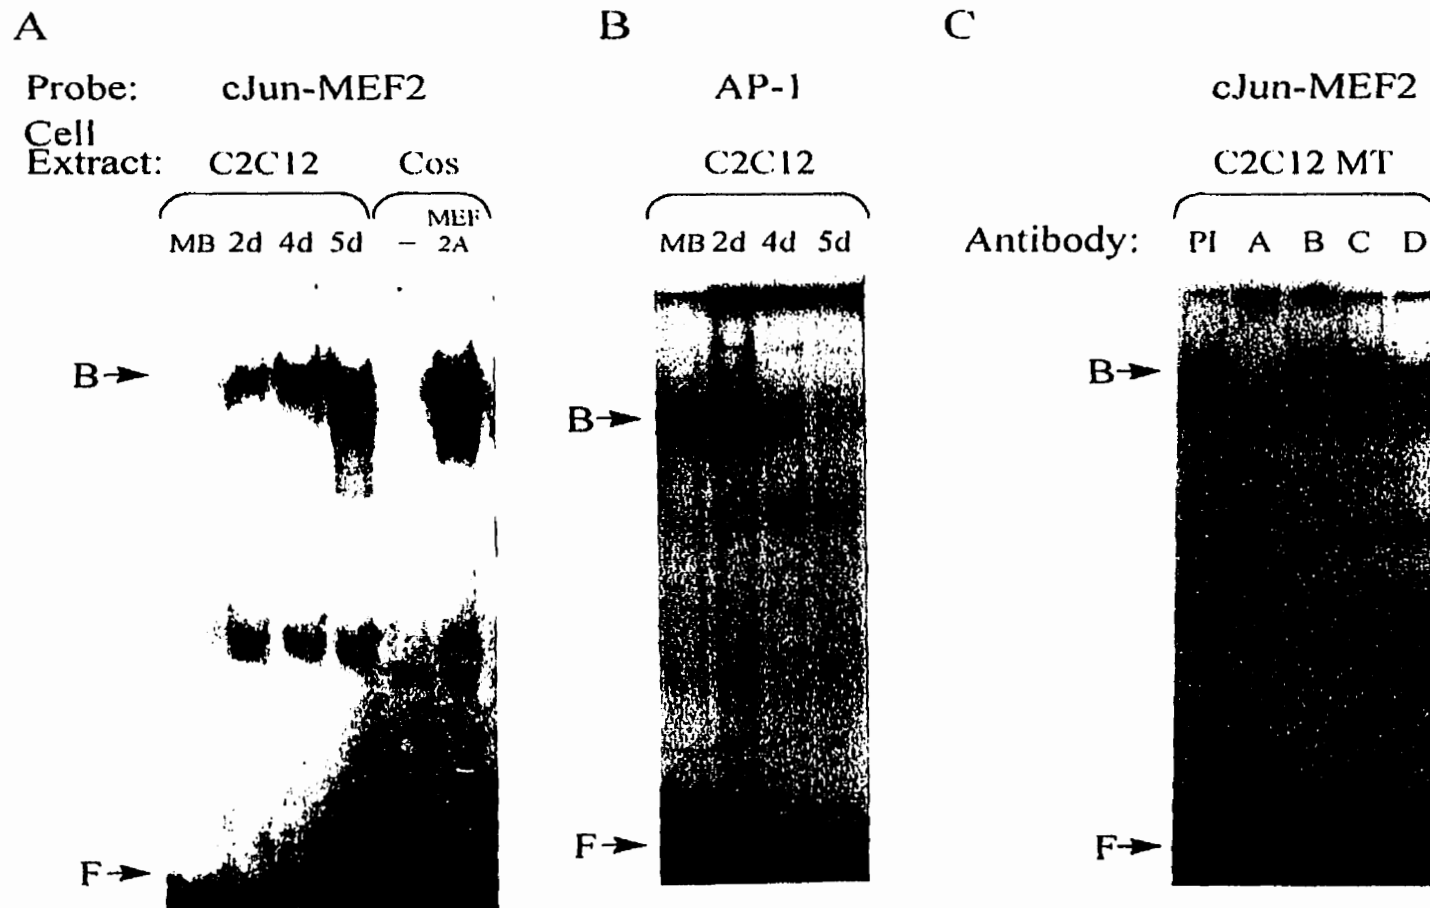 A B C
Probe: cJun-MEF2 AP-1 cJun-MEF2
Cell
Extract: C2C12 Cos C2C12 C2C12 MT
MEF
MB 2d 4d 5d – 2A MB 2d 4d 5d Antibody: PI A B C D
B B
B
F F F